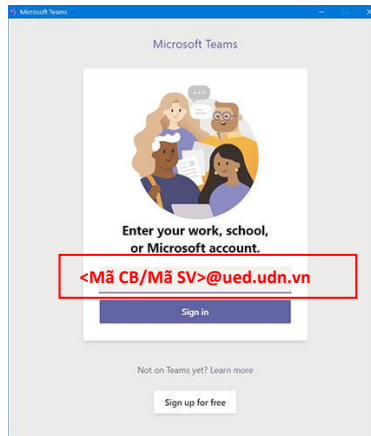 Microsoft Teams
Microsoft Teams
Enter your work, school,
or Microsoft account.
<Mã CB/Mã SV>@ued.udn.vn
Sign in
Not on Teams yet? Learn more
Sign up for free